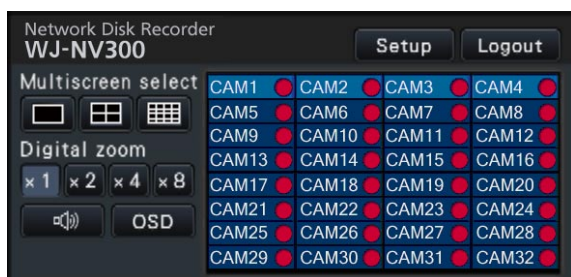 Network Disk Recorder
WJ-NV300
Setup Logout
Multiscreen select
Digital zoom
×1 ×2 ×4 ×8
OSD
CAM1 CAM2 CAM3 CAM4
CAM5 CAM6 CAM7 CAM8
CAM9 CAM10 CAM11 CAM12
CAM13 CAM14 CAM15 CAM16
CAM17 CAM18 CAM19 CAM20
CAM21 CAM22 CAM23 CAM24
CAM25 CAM26 CAM27 CAM28
CAM29 CAM30 CAM31 CAM32